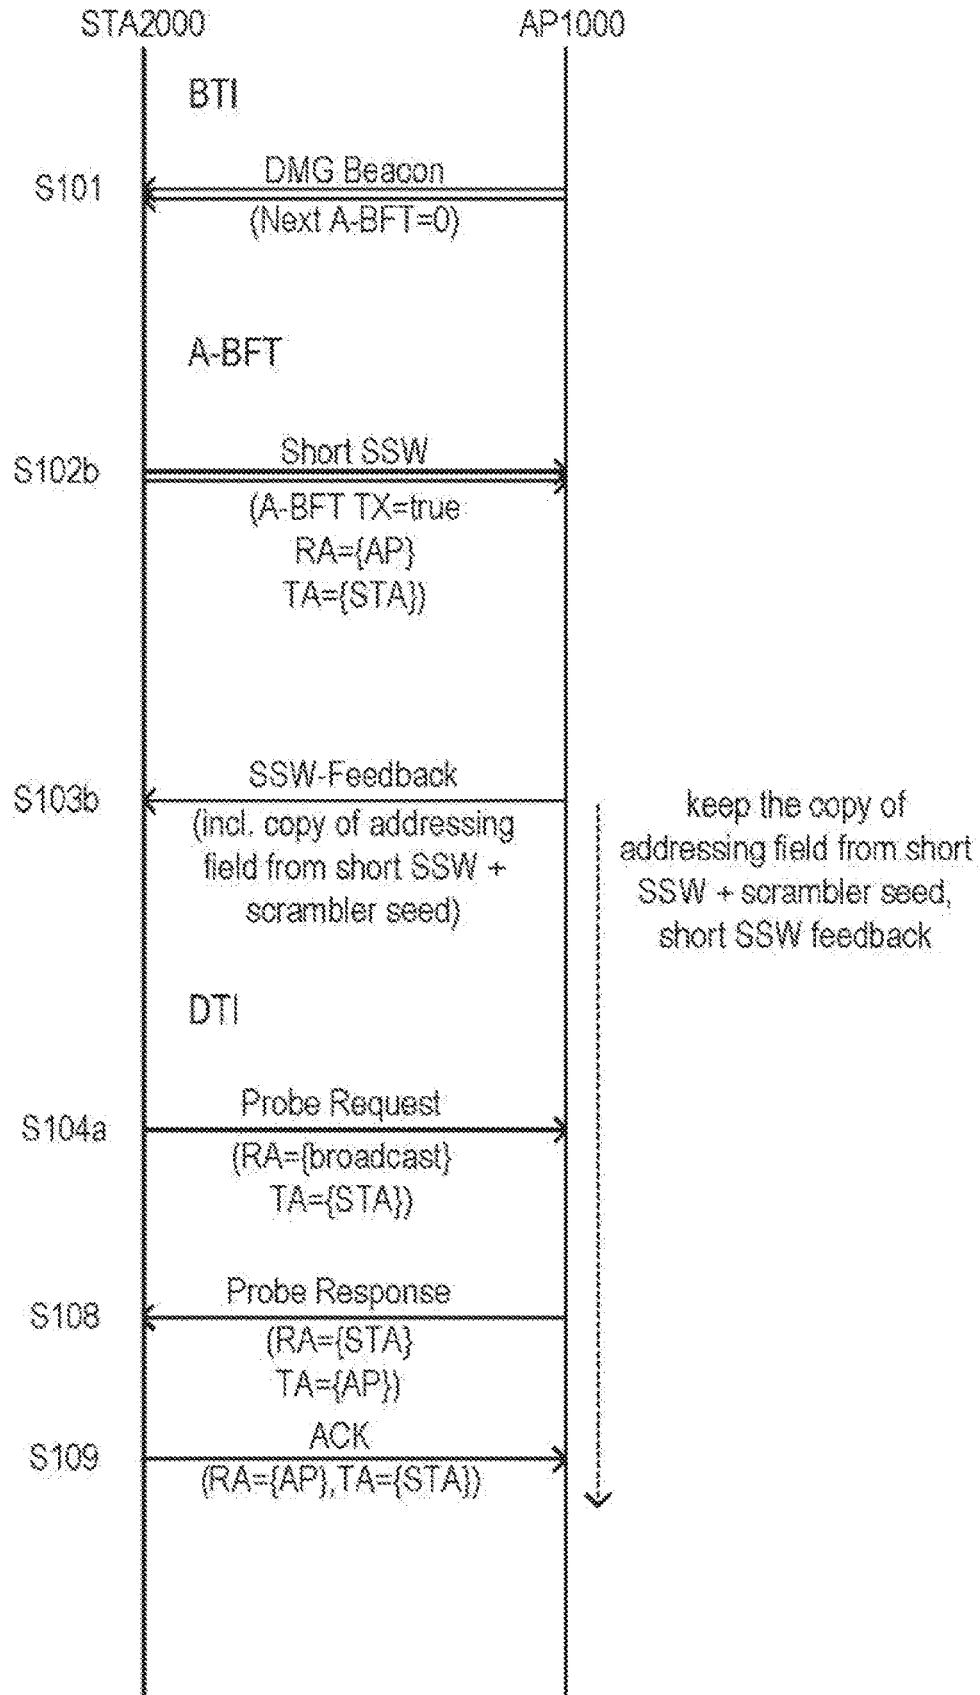 STA2000 AP1000
BTI
S101
DMG Beacon
(Next A-BFT=0)
A-BFT
S102b
Short SSW
(A-BFT TX=true
RA={AP}
TA={STA})
S103b
SSW-Feedback
(incl. copy of addressing
field from short SSW +
scrambler seed)
keep the copy of
addressing field from short
SSW + scrambler seed,
short SSW feedback
DTI
S104a
Probe Request
(RA={broadcast}
TA={STA})
S108
Probe Response
(RA={STA}
TA={AP})
S109
ACK
(RA={AP},TA={STA})